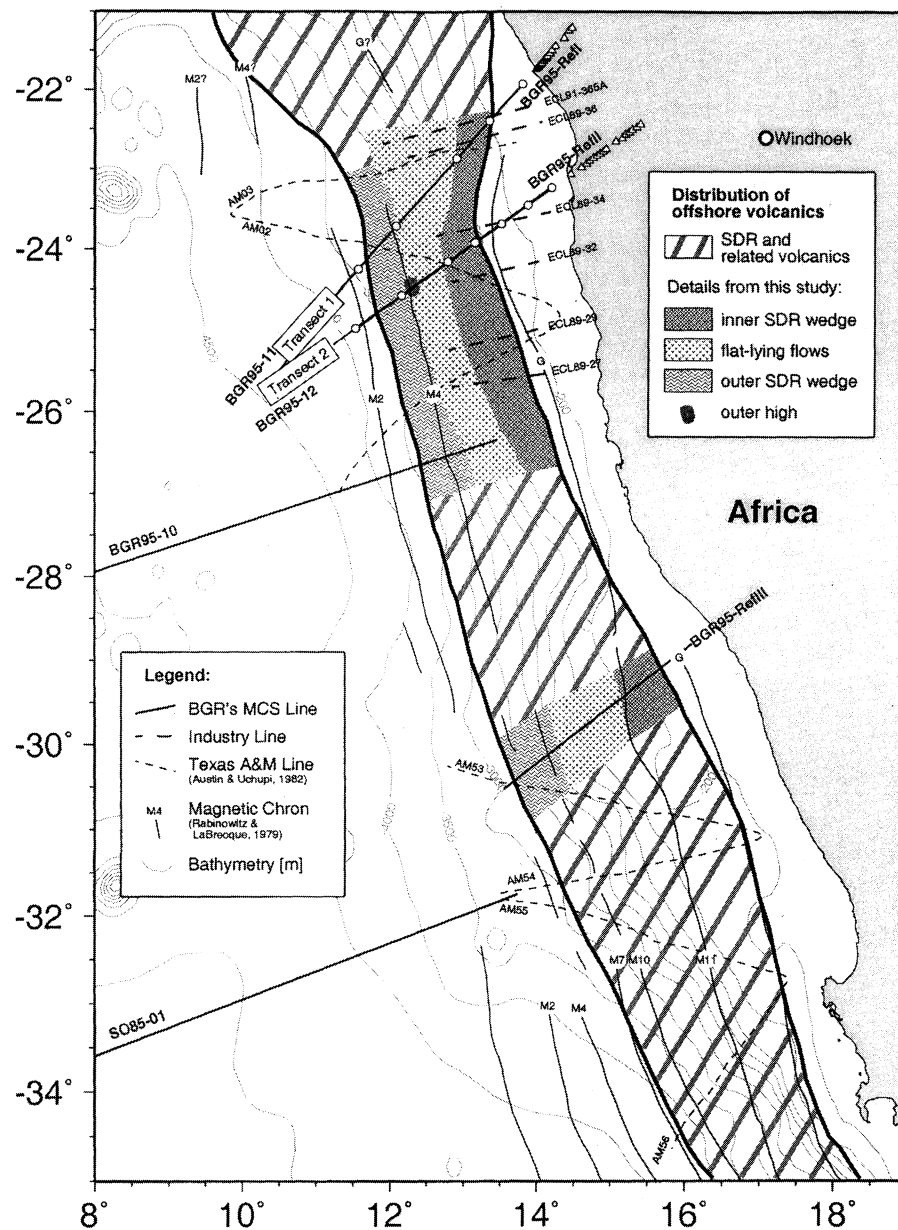 -22°
-24°
-26°
-28°
-30°
-32°
-34°
8°
10°
12°
14°
16°
18°
M2?
M4?
G?
BGR95-RefI
ECL91-365A
ECL89-36
BGR95-RefII
Windhoek
AM03
AM02
ECL89-34
ECL89-32
ECL89-29
ECL89-27
G
Transect 1
BGR95-11
Transect 2
BGR95-12
M2
M4
BGR95-10
Distribution of
offshore volcanics
SDR and
related volcanics
Details from this study:
inner SDR wedge
flat-lying flows
outer SDR wedge
outer high
Africa
BGR95-RefIII
G
Legend:
BGR's MCS Line
Industry Line
Texas A&M Line
(Austin & Uchupi, 1982)
M4
Magnetic Chron
(Rabinowitz &
LaBrecque, 1979)
Bathymetry [m]
AM53
AM54
AM55
SO85-01
M7
M10
M11
M2
M4
AM56